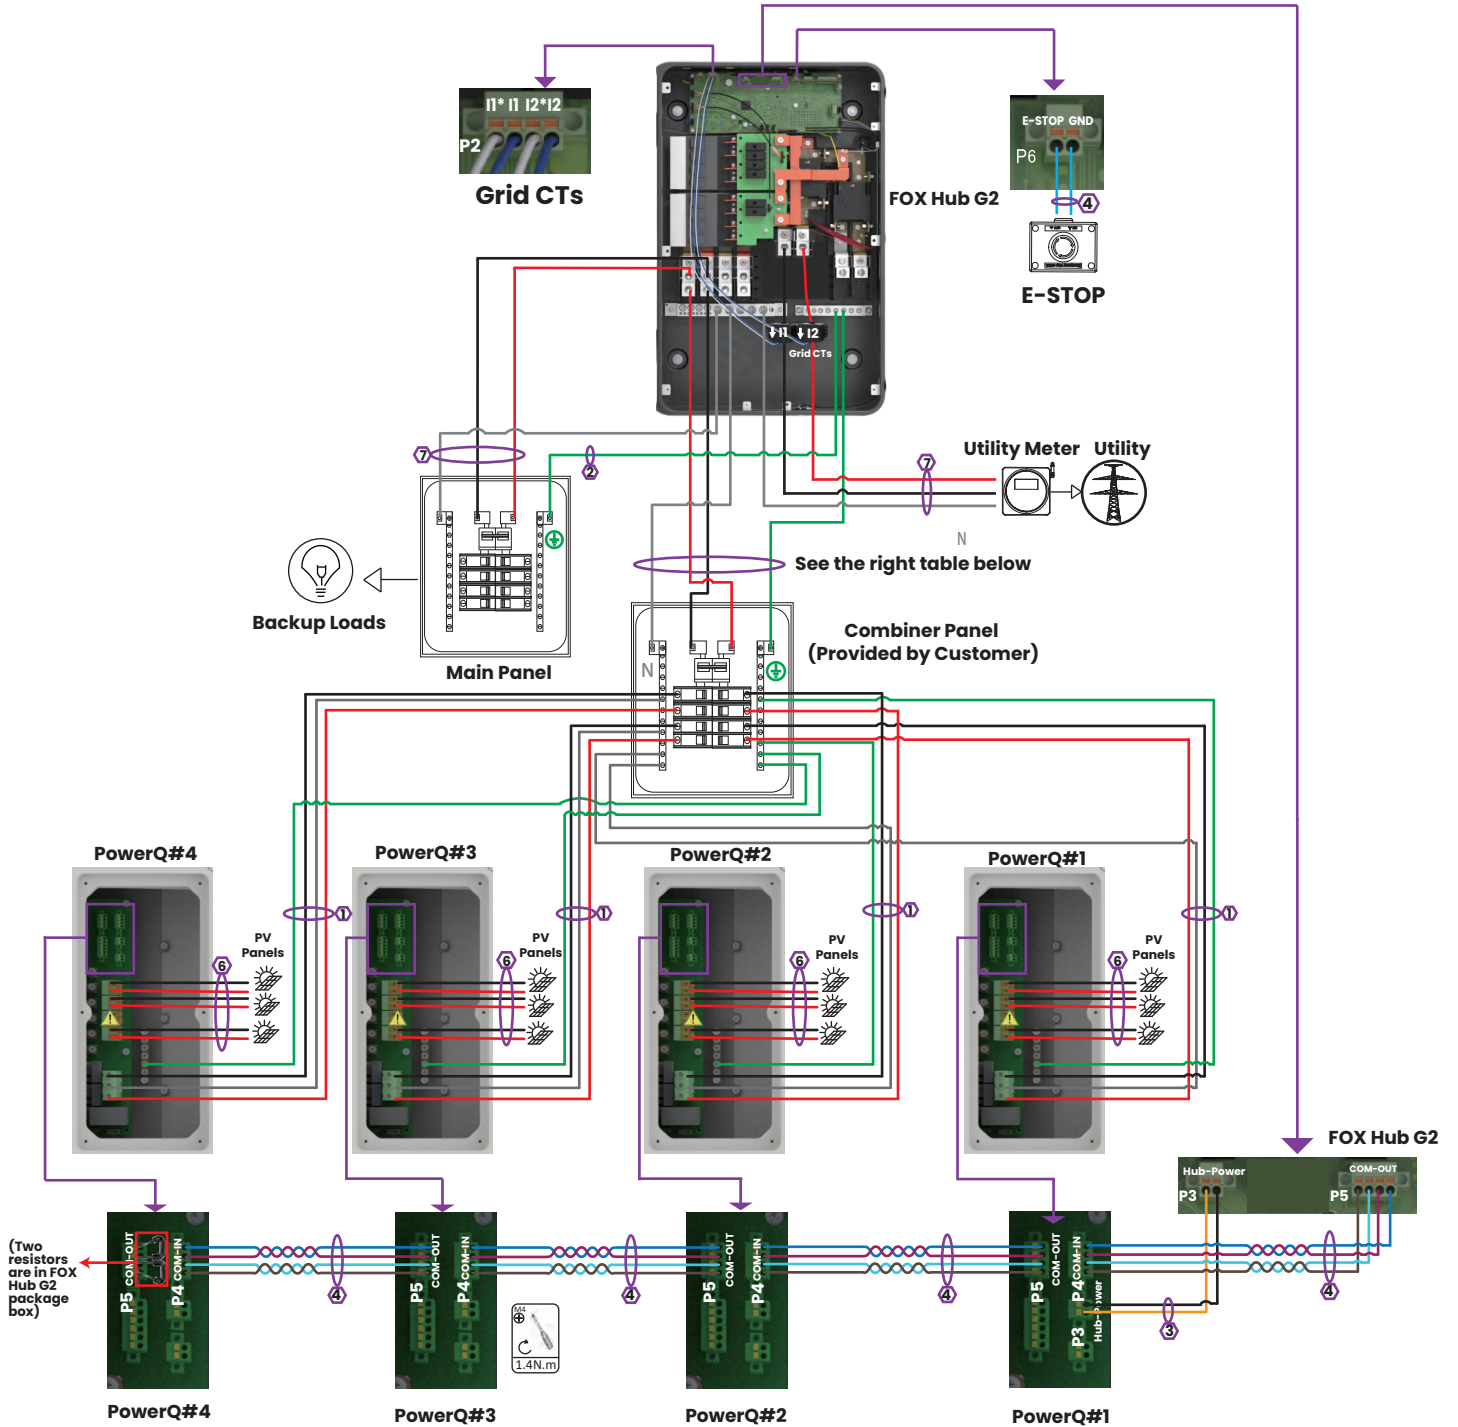 I1* I1 I2* I2
P2
Grid CTs
FOX Hub G2
E-STOP GND
P6
4
E-STOP
I1 I2
Grid CTs
7
2
Utility Meter Utility
7
N
See the right table below
Backup Loads
Main Panel
Combiner Panel
(Provided by Customer)
N
PowerQ#4
PowerQ#3
PowerQ#2
PowerQ#1
1
1
1
1
PV
Panels
6
PV
Panels
6
PV
Panels
6
PV
Panels
6
FOX Hub G2
Hub-Power
P3
COM-OUT
P5
(Two
resistors
are in FOX
Hub G2
package
box)
COM-OUT
P5
COM-IN
P4
4
COM-OUT
P5
COM-IN
P4
4
COM-OUT
P5
COM-IN
P4
4
COM-OUT
P5
COM-IN
P4
Hub-Power
P3
4
3
M4
1.4N.m
PowerQ#4
PowerQ#3
PowerQ#2
PowerQ#1